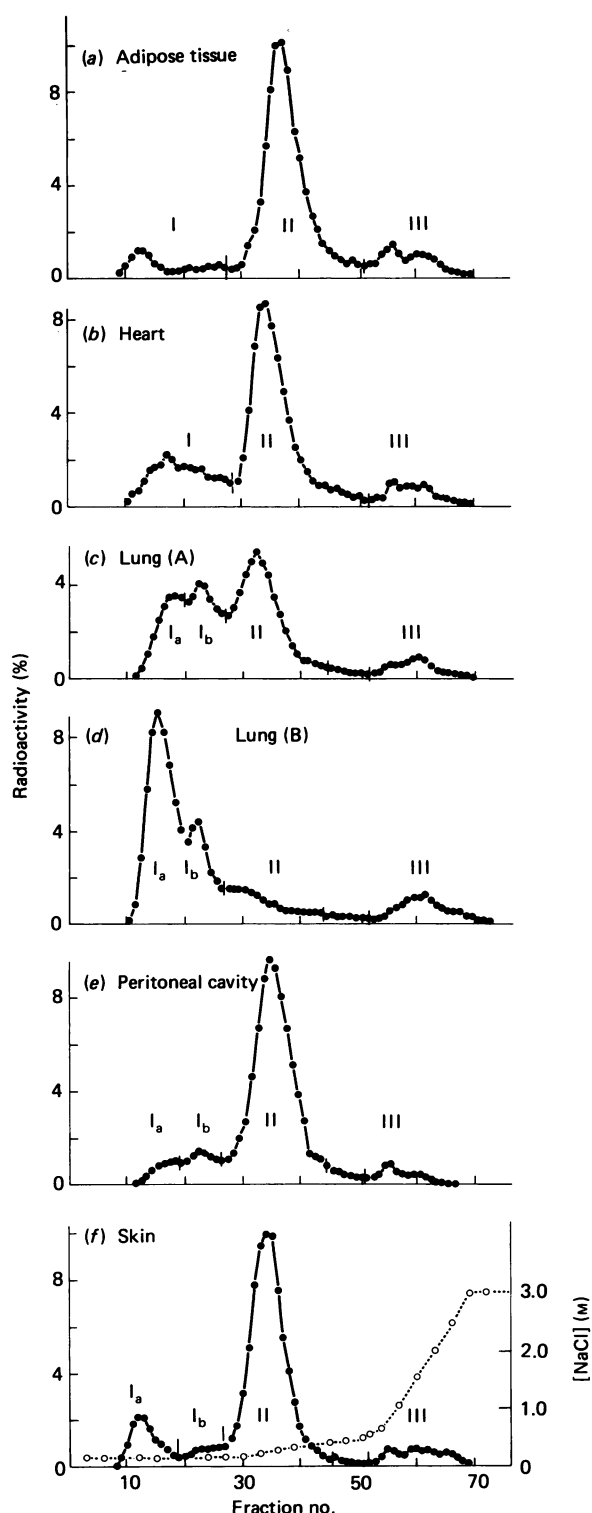 (a) Adipose tissue
8
4
0
I
II
III
(b) Heart
8
4
0
I
II
III
(c) Lung (A)
4
0
Ia
Ib
II
III
Radioactivity (%)
(d)
Lung (B)
8
4
0
Ia
Ib
II
III
(e) Peritoneal cavity
8
4
0
Ia
Ib
II
III
(f) Skin
8
4
0
Ia
Ib
II
III
3.0
2.0
1.0
0
[NaCl] (M)
10
30
50
70
Fraction no.